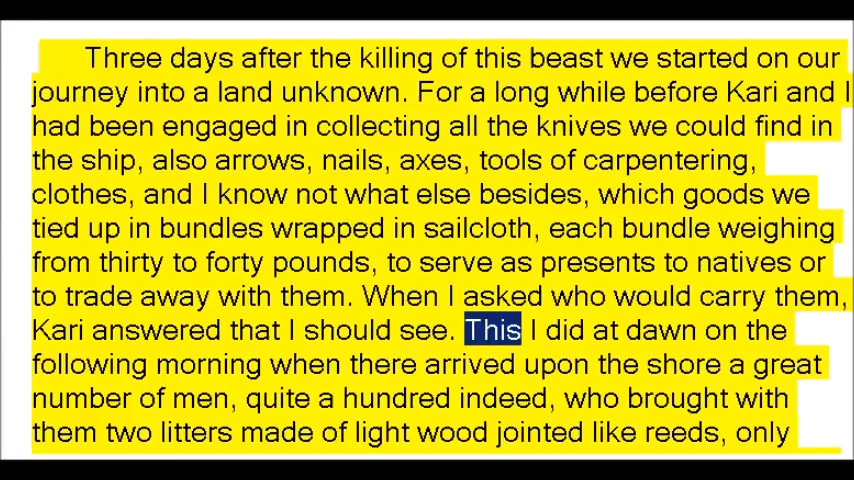 Three days after the killing of this beast we started on our
journey into a land unknown. For a long while before Kari and I
had been engaged in collecting all the knives we could find in
the ship, also arrows, nails, axes, tools of carpentering,
clothes, and I know not what else besides, which goods we
tied up in bundles wrapped in sailcloth, each bundle weighing
from thirty to forty pounds, to serve as presents to natives or
to trade away with them. When I asked who would carry them,
Kari answered that I should see. This I did at dawn on the
following morning when there arrived upon the shore a great
number of men, quite a hundred indeed, who brought with
them two litters made of light wood jointed like reeds, only